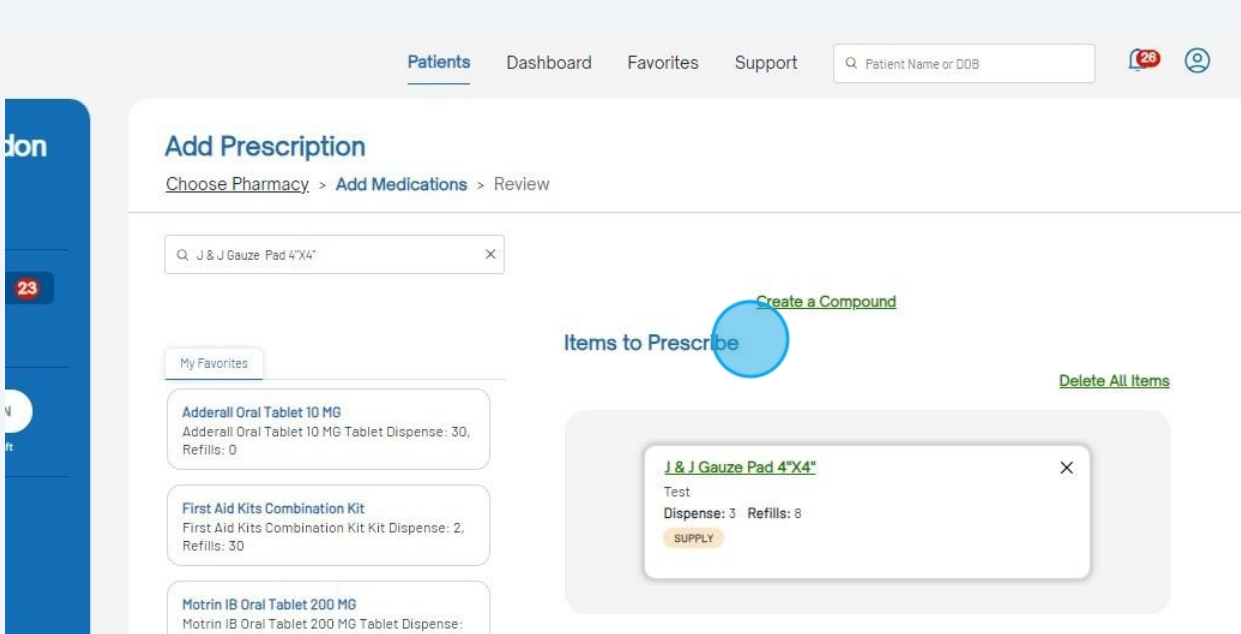 Patients Dashboard Favorites Support Patient Name or DOB 26
don
23
N
ft
Add Prescription
Choose Pharmacy > Add Medications > Review
J & J Gauze Pad 4"X4"
Create a Compound
Items to Prescribe
My Favorites
Delete All Items
Adderall Oral Tablet 10 MG
Adderall Oral Tablet 10 MG Tablet Dispense: 30,
Refills: 0
First Aid Kits Combination Kit
First Aid Kits Combination Kit Kit Dispense: 2,
Refills: 30
Motrin IB Oral Tablet 200 MG
Motrin IB Oral Tablet 200 MG Tablet Dispense:
J & J Gauze Pad 4"X4"
Test
Dispense: 3 Refills: 8
SUPPLY